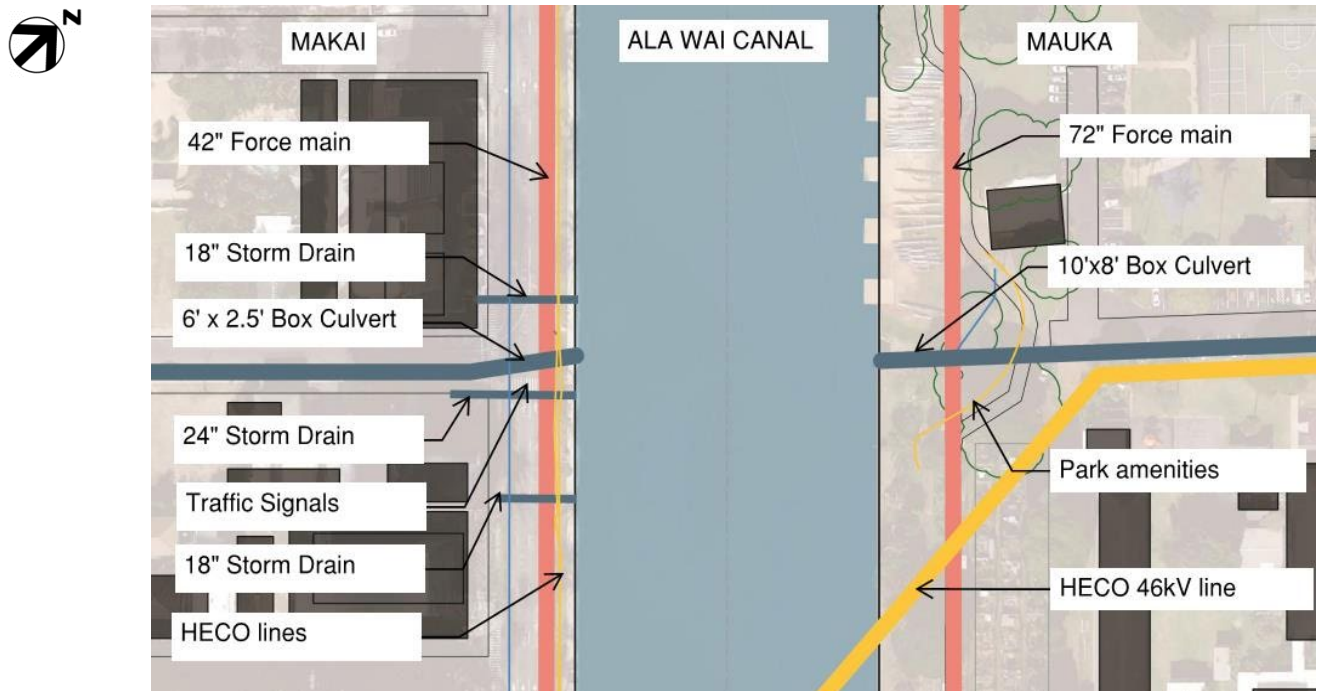 N
MAKAI
ALA WAI CANAL
MAUKA
42" Force main
72" Force main
18" Storm Drain
10'x8' Box Culvert
6' x 2.5' Box Culvert
24" Storm Drain
Park amenities
Traffic Signals
18" Storm Drain
HECO 46kV line
HECO lines